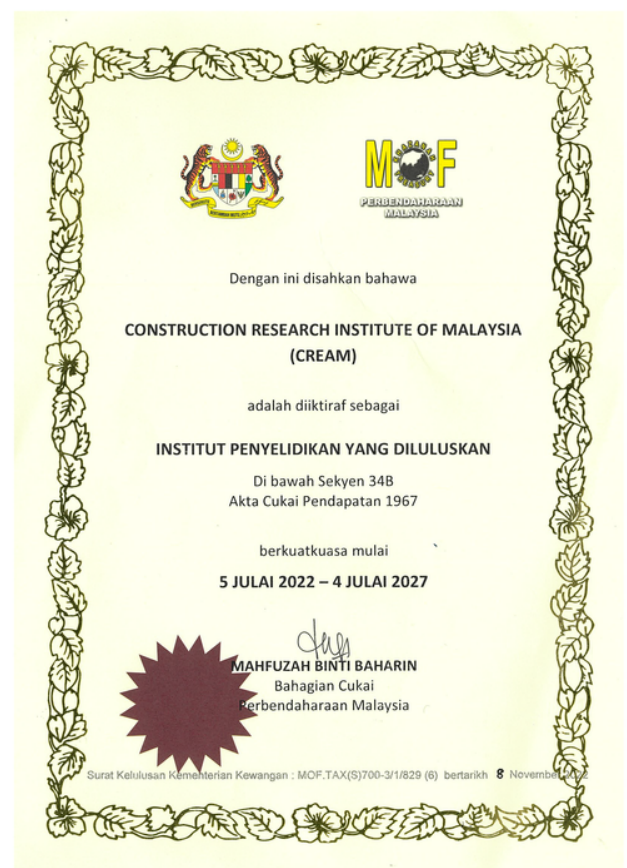 MOF
PERBENDAHARAAN
MALAYSIA
Dengan ini disahkan bahawa
CONSTRUCTION RESEARCH INSTITUTE OF MALAYSIA
(CREAM)
adalah diiktiraf sebagai
INSTITUT PENYELIDIKAN YANG DILULUSKAN
Di bawah Sekyen 34B
Akta Cukai Pendapatan 1967
berkuatkuasa mulai
5 JULAI 2022 – 4 JULAI 2027
MAHFUZAH BINTI BAHARIN
Bahagian Cukai
Perbendaharaan Malaysia
Surat Kelulusan Kementerian Kewangan : MOF.TAX(S)700-3/1/829 (6) bertarikh 8 November 2022